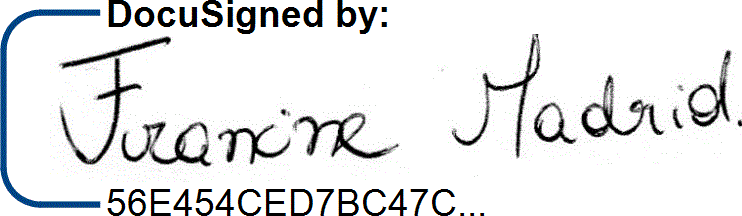 DocuSigned by:
Francine Madrid.
56E454CED7BC47C...